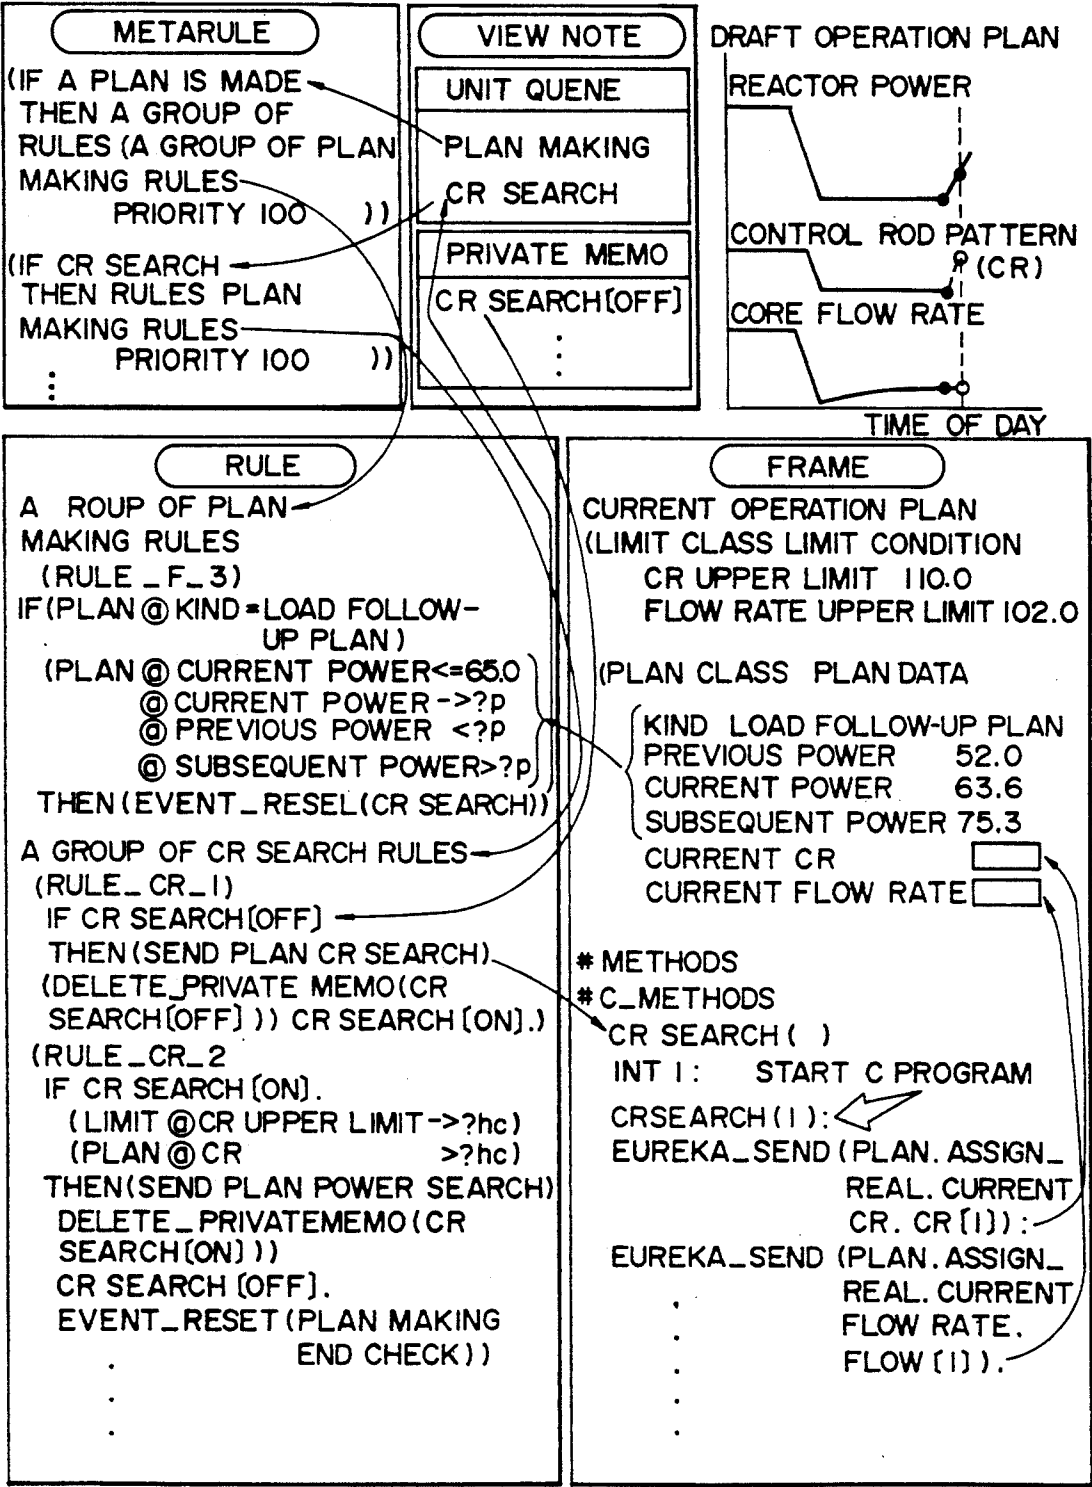 METARULE
(IF A PLAN IS MADE
THEN A GROUP OF
RULES (A GROUP OF PLAN
MAKING RULES
PRIORITY 100 ))
(IF CR SEARCH
THEN RULES PLAN
MAKING RULES
PRIORITY 100 ))
VIEW NOTE
UNIT QUENE
PLAN MAKING
CR SEARCH
PRIVATE MEMO
CR SEARCH[OFF]
DRAFT OPERATION PLAN
REACTOR POWER
CONTROL ROD PATTERN
(CR)
CORE FLOW RATE
TIME OF DAY
RULE
A ROUP OF PLAN
MAKING RULES
(RULE_F_3)
IF(PLAN @ KIND=LOAD FOLLOW-
UP PLAN)
(PLAN @ CURRENT POWER<=65.0
@ CURRENT POWER ->?p
@ PREVIOUS POWER <?p
@ SUBSEQUENT POWER>?p
THEN(EVENT_RESEL(CR SEARCH))
A GROUP OF CR SEARCH RULES
(RULE_CR_1)
IF CR SEARCH[OFF]
THEN(SEND PLAN CR SEARCH)
(DELETE_PRIVATE MEMO(CR
SEARCH[OFF] )) CR SEARCH [ON].)
(RULE_CR_2
IF CR SEARCH [ON].
(LIMIT @ CR UPPER LIMIT->?hc)
(PLAN @ CR >?hc)
THEN(SEND PLAN POWER SEARCH)
DELETE_PRIVATEMEMO(CR
SEARCH[ON] ))
CR SEARCH [OFF].
EVENT_RESET(PLAN MAKING
END CHECK))
FRAME
CURRENT OPERATION PLAN
(LIMIT CLASS LIMIT CONDITION
CR UPPER LIMIT 110.0
FLOW RATE UPPER LIMIT 102.0
(PLAN CLASS PLAN DATA
KIND LOAD FOLLOW-UP PLAN
PREVIOUS POWER 52.0
CURRENT POWER 63.6
SUBSEQUENT POWER 75.3
CURRENT CR
CURRENT FLOW RATE
# METHODS
# C_METHODS
CR SEARCH ( )
INT I: START C PROGRAM
CRSEARCH(I):
EUREKA_SEND (PLAN. ASSIGN_
REAL. CURRENT
CR. CR [I]):
EUREKA_SEND (PLAN. ASSIGN_
REAL. CURRENT
FLOW RATE.
FLOW [I] ).